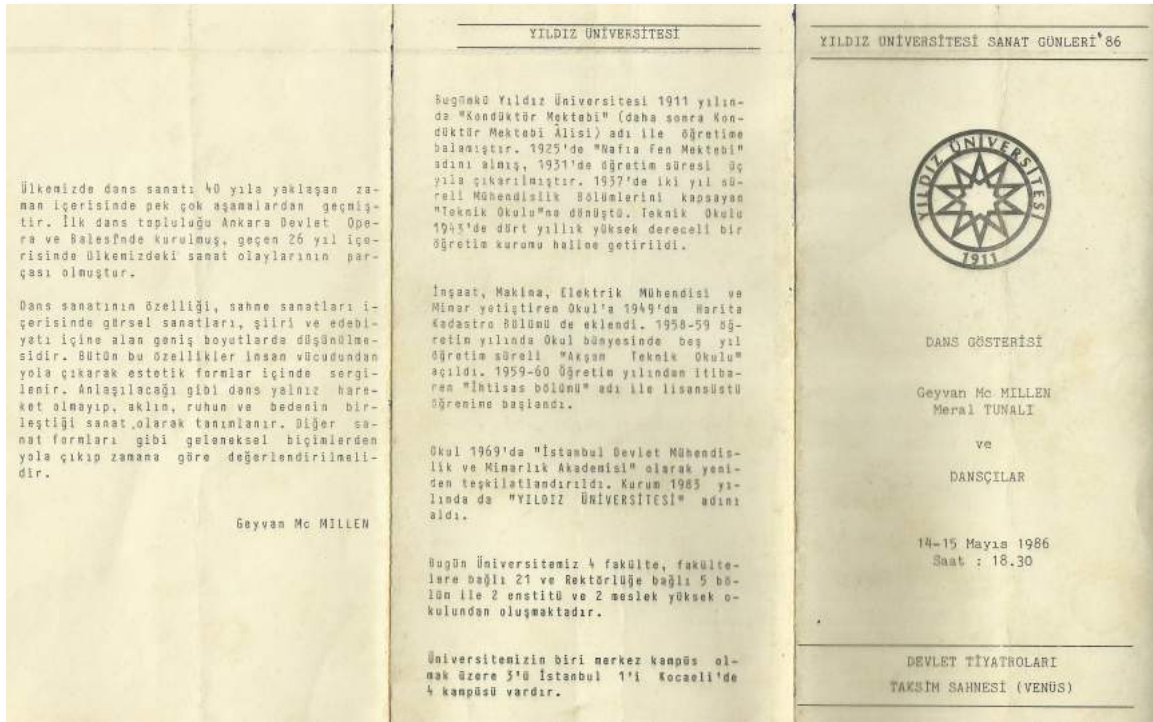 Ülkemizde dans sanatı 40 yıla yaklaşan za-
man içerisinde pek çok aşamalardan geçmiş-
tir. İlk dans topluluğu Ankara Devlet Ope-
ra ve Balesi'nde kurulmuş, geçen 26 yıl içe-
risinde ülkemizdeki sanat olaylarının par-
çası olmuştur.
Dans sanatının özelliği, sahne sanatları i-
çerisinde görsel sanatları, şiiri ve edebi-
yatı içine alan geniş boyutlarda düşünülme-
sidir. Bütün bu özellikler insan vücudundan
yola çıkarak estetik formlar içinde sergi-
lenir. Anlaşılacağı gibi dans yalnız hare-
ket olmayıp, aklın, ruhun ve bedenin bir-
leştiği sanat olarak tanımlanır. Diğer sa-
nat formları gibi geleneksel biçimlerden
yola çıkıp zamana göre değerlendirilmeli-
dir.
Geyvan Mc MILLEN
YILDIZ ÜNİVERSİTESİ
Bugünkü Yıldız Üniversitesi 1911 yılın-
da "Kondüktör Mektebi" (daha sonra Kon-
düktör Mektebi Âlisi) adı ile öğretime
balamıştır. 1925'de "Nafıa Fen Mektebi"
adını almış, 1931'de öğretim süresi üç
yıla çıkarılmıştır. 1937'de iki yıl sü-
reli Mühendislik Bölümlerini kapsayan
"Teknik Okulu"na dönüştü. Teknik Okulu
1943'de dört yıllık yüksek dereceli bir
öğretim kurumu haline getirildi.
İnşaat, Makina, Elektrik Mühendisi ve
Mimar yetiştiren Okul'a 1949'da Harita
Kadastro Bölümü de eklendi. 1958-59 öğ-
retim yılında Okul bünyesinde beş yıl
öğretim süreli "Akşam Teknik Okulu"
açıldı. 1959-60 Öğretim yılından itiba-
ren "İhtisas bölümü" adı ile lisansüstü
öğrenime başlandı.
Okul 1969'da "İstanbul Devlet Mühendis-
lik ve Mimarlık Akademisi" olarak yeni-
den teşkilatlandırıldı. Kurum 1983 yı-
lında da "YILDIZ ÜNİVERSİTESİ" adını
aldı.
Bugün Üniversitemiz 4 fakülte, fakülte-
lere bağlı 21 ve Rektörlüğe bağlı 5 bö-
lüm ile 2 enstitü ve 2 meslek yüksek o-
kulundan oluşmaktadır.
Üniversitemizin biri merkez kampüs ol-
mak üzere 3'ü İstanbul 1'i Kocaeli'de
4 kampüsü vardır.
YILDIZ ÜNİVERSİTESİ SANAT GÜNLERİ'86
YILDIZ ÜNİVERSİTESİ
1911
DANS GÖSTERİSİ
Geyvan Mc MILLEN
Meral TUNALI
ve
DANSÇILAR
14-15 Mayıs 1986
Saat : 18.30
DEVLET TİYATROLARI
TAKSİM SAHNESİ (VENÜS)